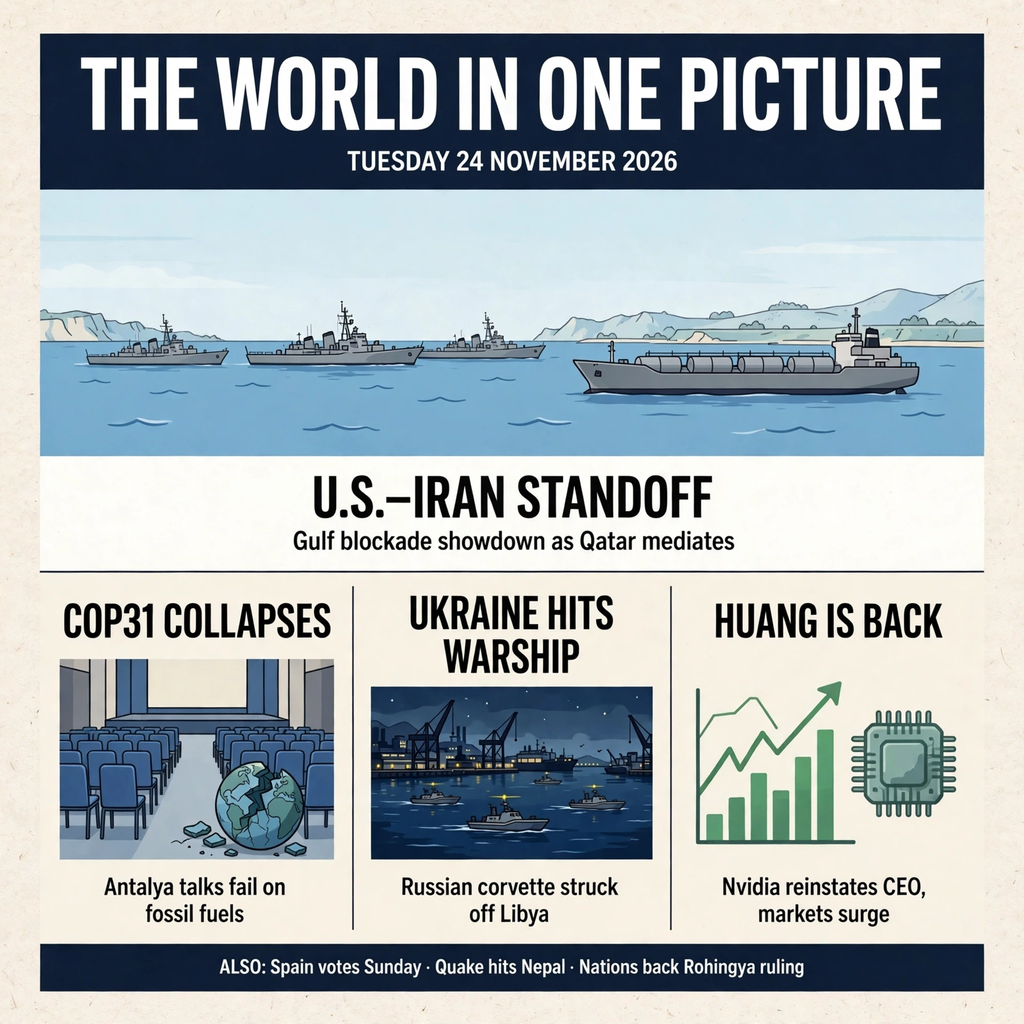 THE WORLD IN ONE PICTURE
TUESDAY 24 NOVEMBER 2026
U.S.–IRAN STANDOFF
Gulf blockade showdown as Qatar mediates
COP31 COLLAPSES
Antalya talks fail on
fossil fuels
UKRAINE HITS
WARSHIP
Russian corvette struck
off Libya
HUANG IS BACK
Nvidia reinstates CEO,
markets surge
ALSO: Spain votes Sunday · Quake hits Nepal · Nations back Rohingya ruling